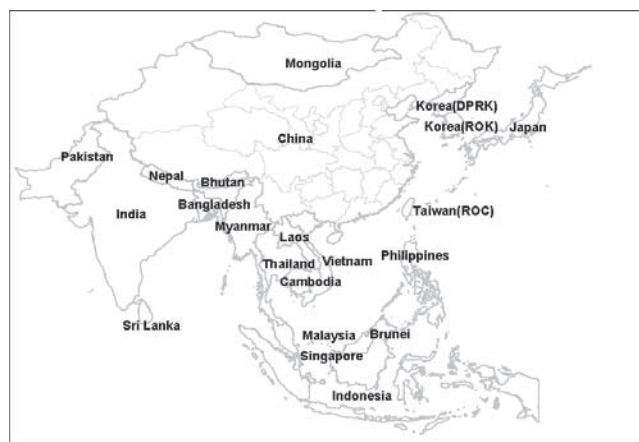 Mongolia
Korea(DPRK)
Korea(ROK)
Japan
China
Pakistan
Nepal
Bhutan
Bangladesh
India
Myanmar
Taiwan(ROC)
Laos
Thailand
Vietnam
Philippines
Cambodia
Sri Lanka
Malaysia
Brunei
Singapore
Indonesia